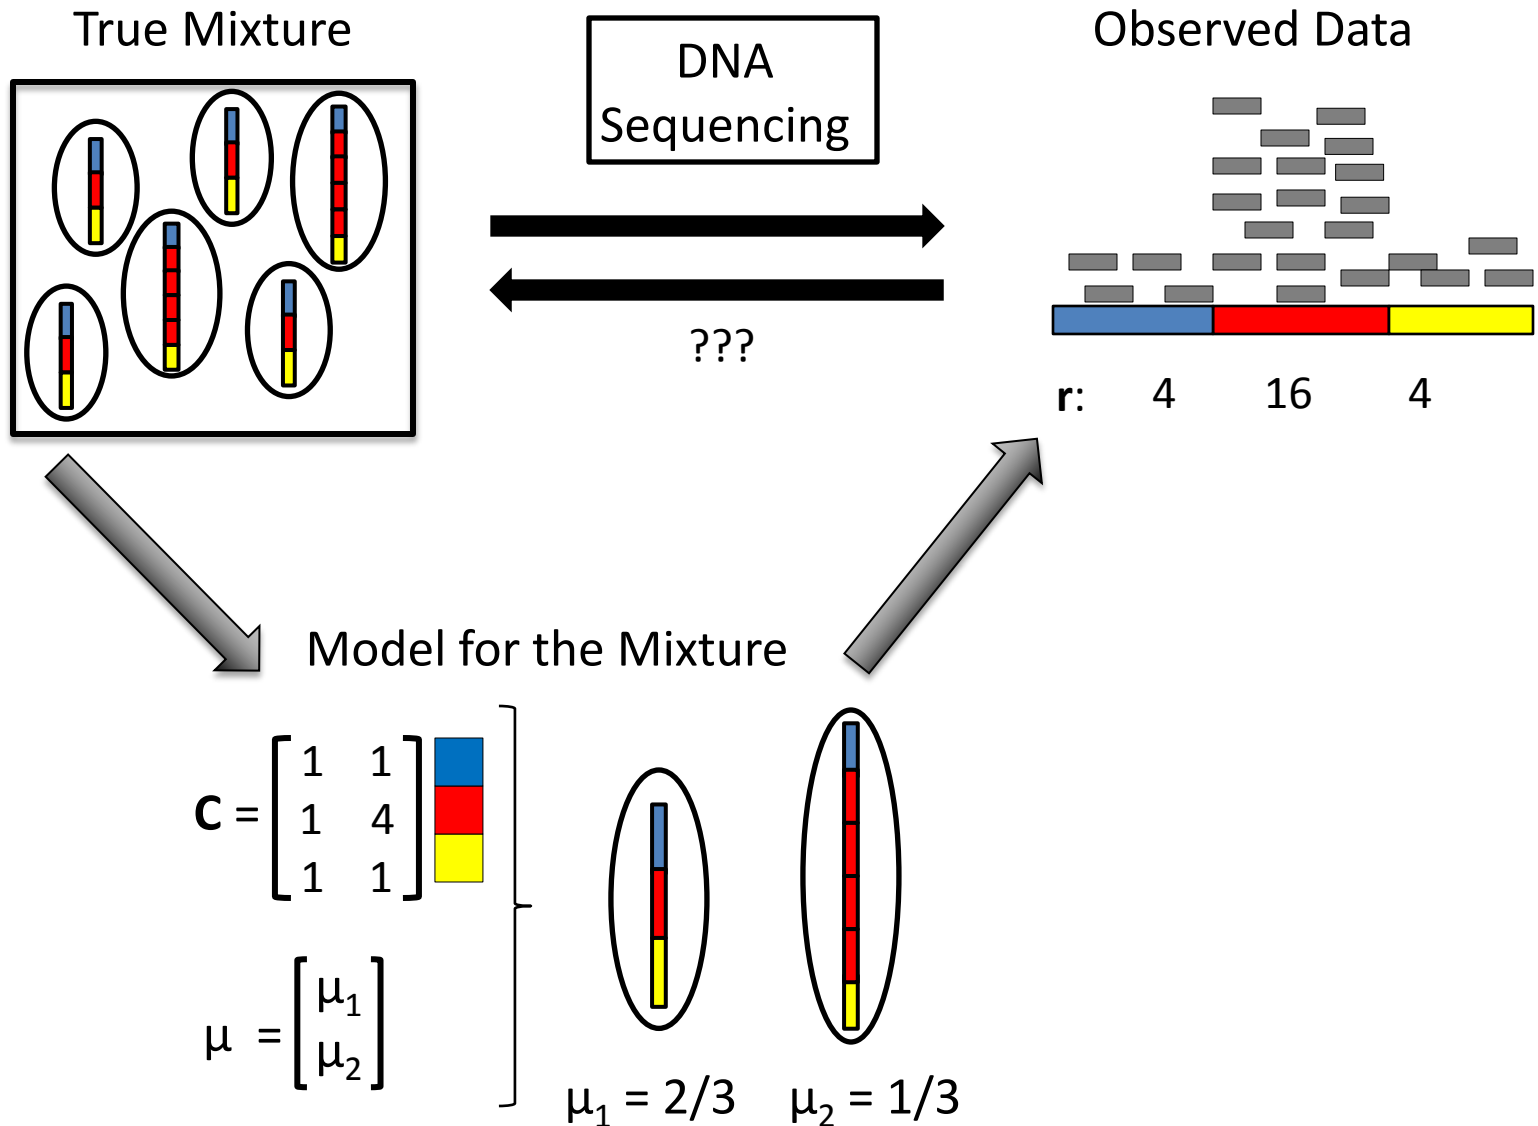 True Mixture
DNA
Sequencing
Observed Data
???
r: 4 16 4
Model for the Mixture
C = [ 1 1
1 4
1 1 ]
μ = [ μ₁
μ₂ ]
μ₁ = 2/3 μ₂ = 1/3